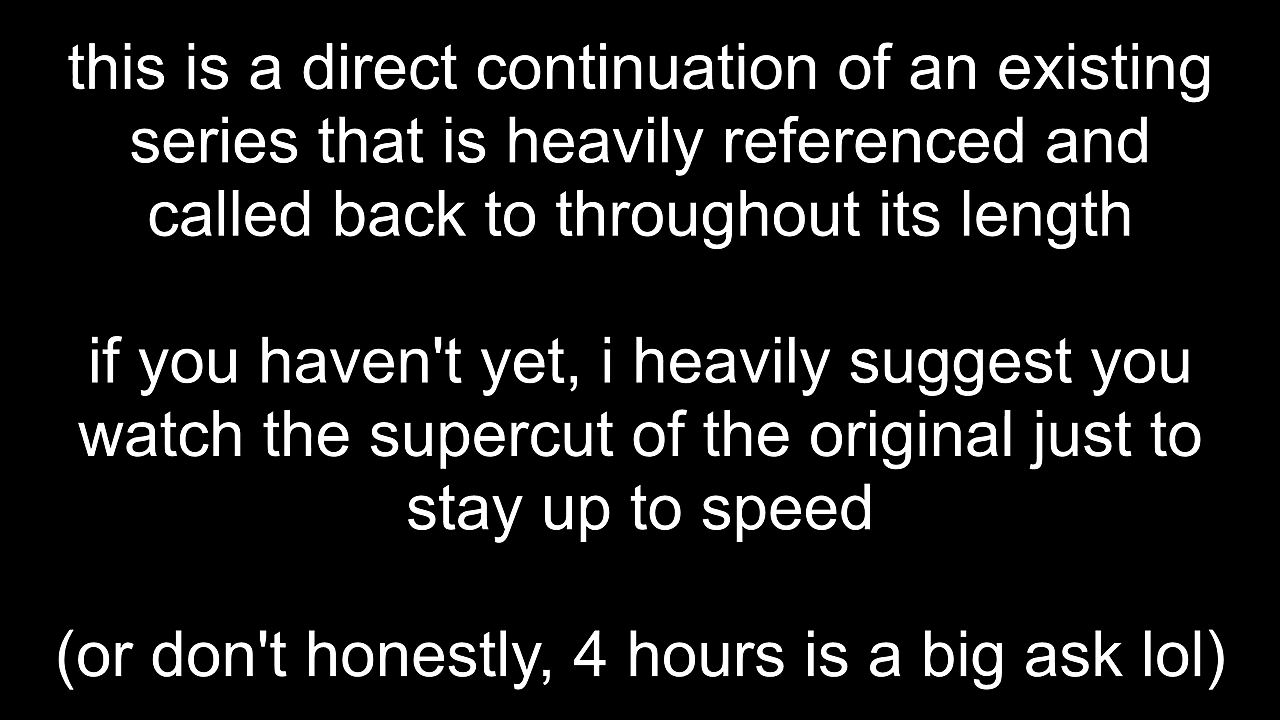 this is a direct continuation of an existing
series that is heavily referenced and
called back to throughout its length
if you haven't yet, i heavily suggest you
watch the supercut of the original just to
stay up to speed
(or don't honestly, 4 hours is a big ask lol)